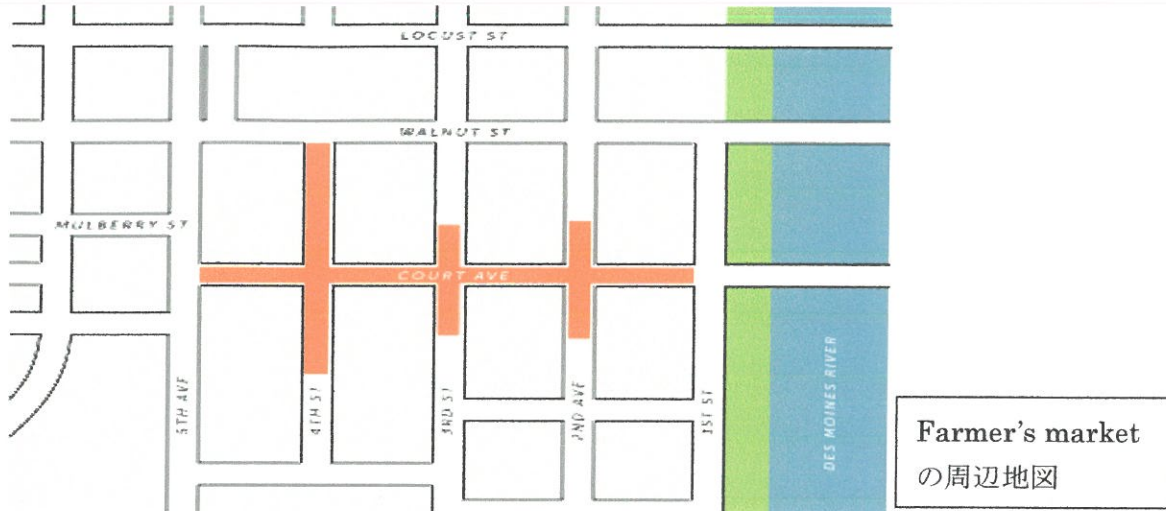 LOCUST ST
WALNUT ST
MULBERRY ST
COURT AVE
5TH AVE
4TH ST
3RD ST
2ND AVE
1ST ST
DES MOINES RIVER
Farmer's market
の周辺地図